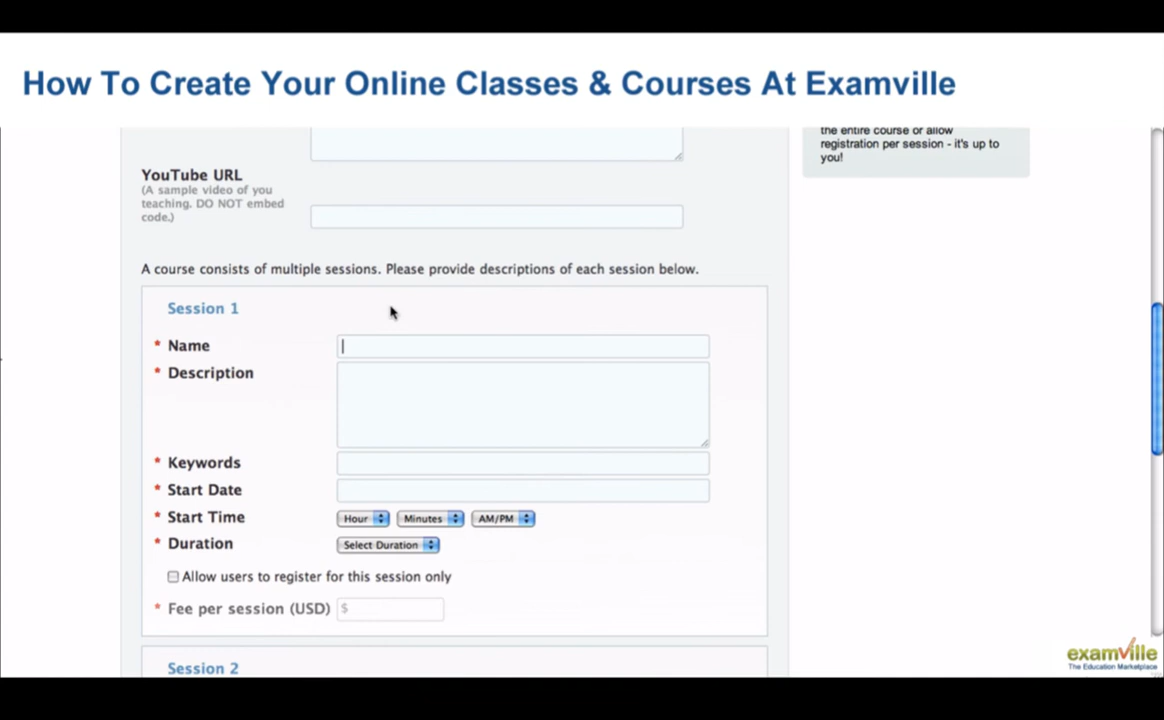 How To Create Your Online Classes & Courses At Examville
the entire course or allow
registration per session - it's up to
you!
YouTube URL
(A sample video of you
teaching. DO NOT embed
code.)
A course consists of multiple sessions. Please provide descriptions of each session below.
Session 1
* Name
* Description
* Keywords
* Start Date
* Start Time Hour Minutes AM/PM
* Duration Select Duration
Allow users to register for this session only
* Fee per session (USD) $
Session 2
examville
The Education Marketplace